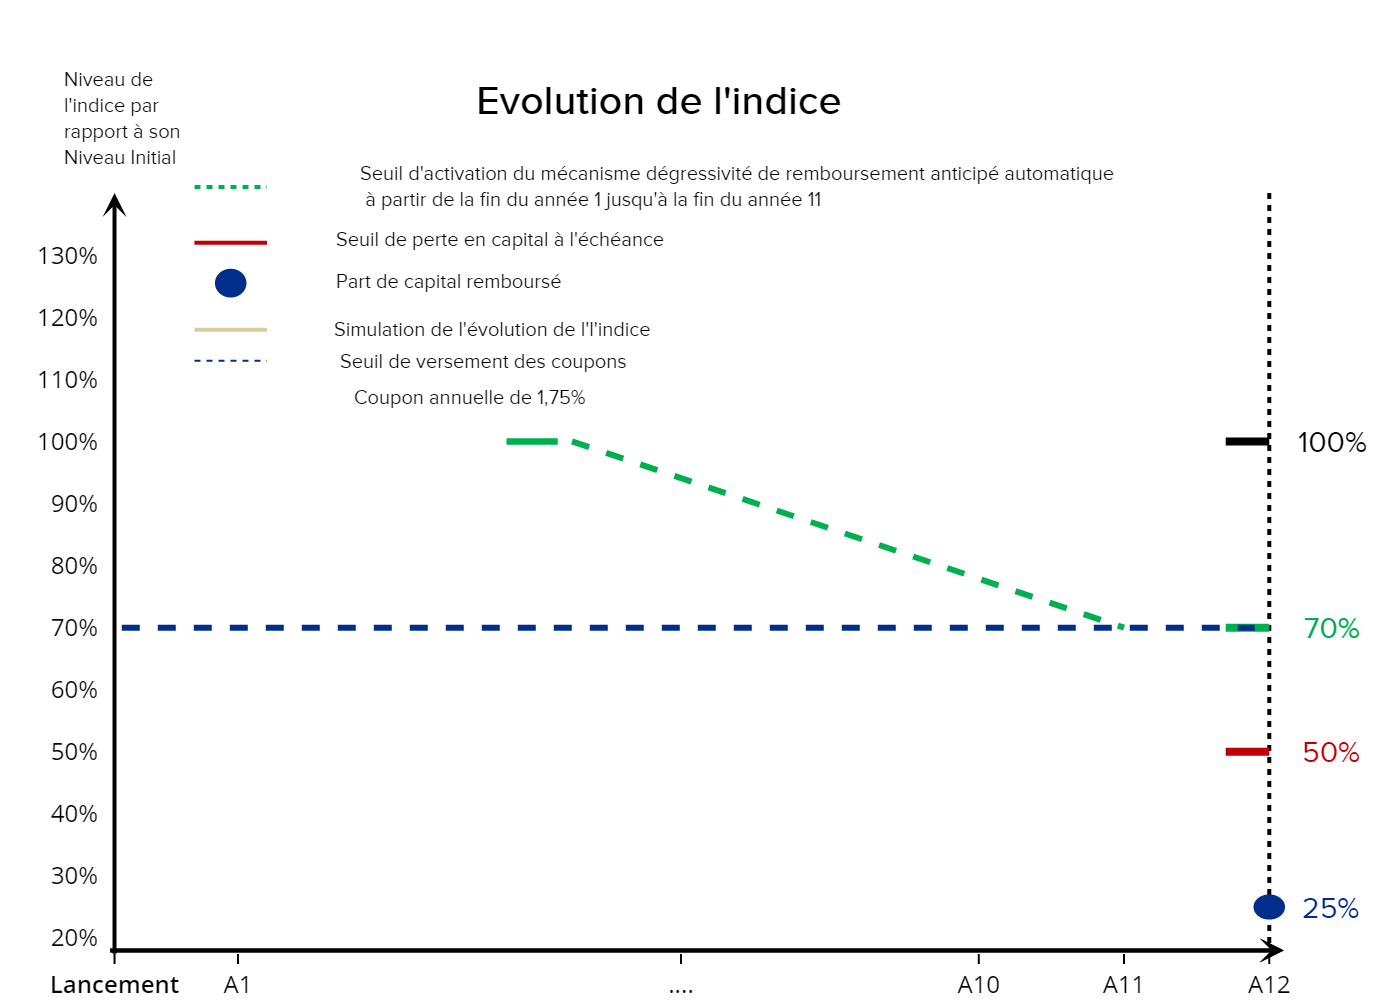 Niveau de
l'indice par
rapport à son
Niveau Initial
Evolution de l'indice
Seuil d'activation du mécanisme dégressivité de remboursement anticipé automatique
à partir de la fin du année 1 jusqu'à la fin du année 11
Seuil de perte en capital à l'échéance
Part de capital remboursé
Simulation de l'évolution de l'l'indice
Seuil de versement des coupons
Coupon annuelle de 1,75%
130%
120%
110%
100%
90%
80%
70%
60%
50%
40%
30%
20%
100%
70%
50%
25%
Lancement A1 .... A10 A11 A12